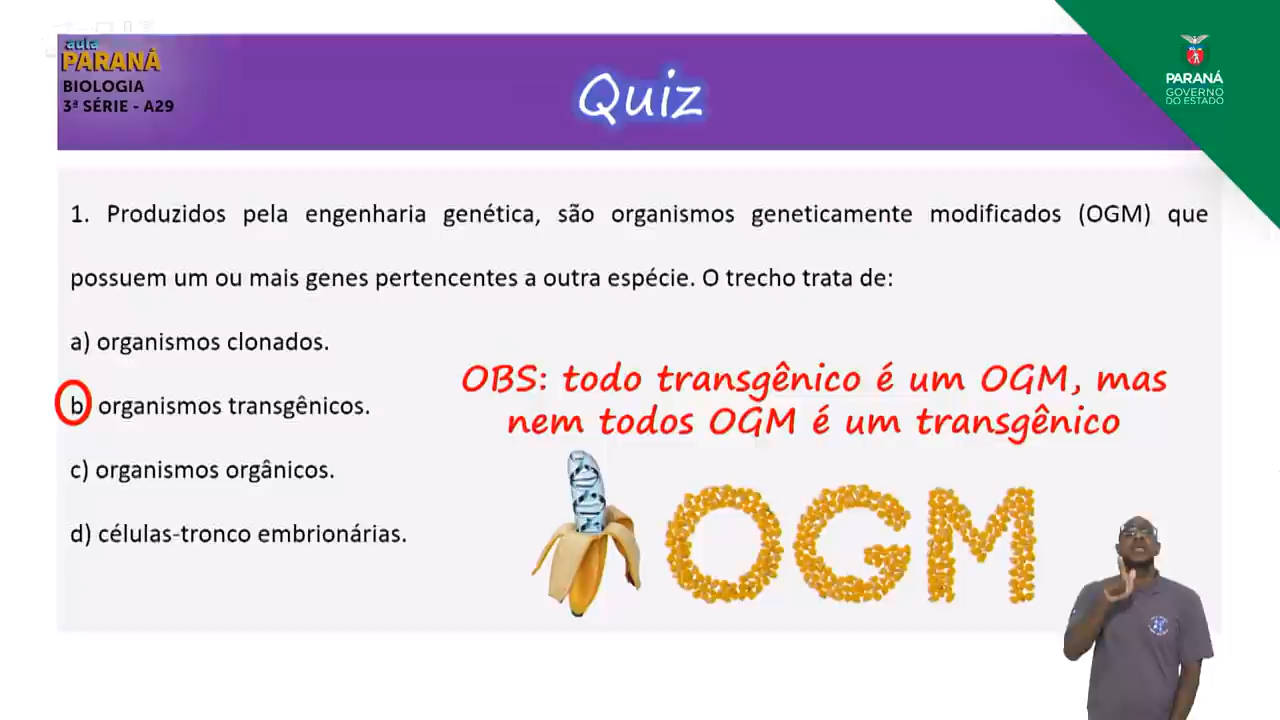 aula
PARANÁ
BIOLOGIA
3ª SÉRIE - A29
Quiz
PARANÁ
GOVERNO
DO ESTADO
1. Produzidos pela engenharia genética, são organismos geneticamente modificados (OGM) que
possuem um ou mais genes pertencentes a outra espécie. O trecho trata de:
a) organismos clonados.
b) organismos transgênicos.
c) organismos orgânicos.
d) células-tronco embrionárias.
OBS: todo transgênico é um OGM, mas
nem todos OGM é um transgênico
OGM